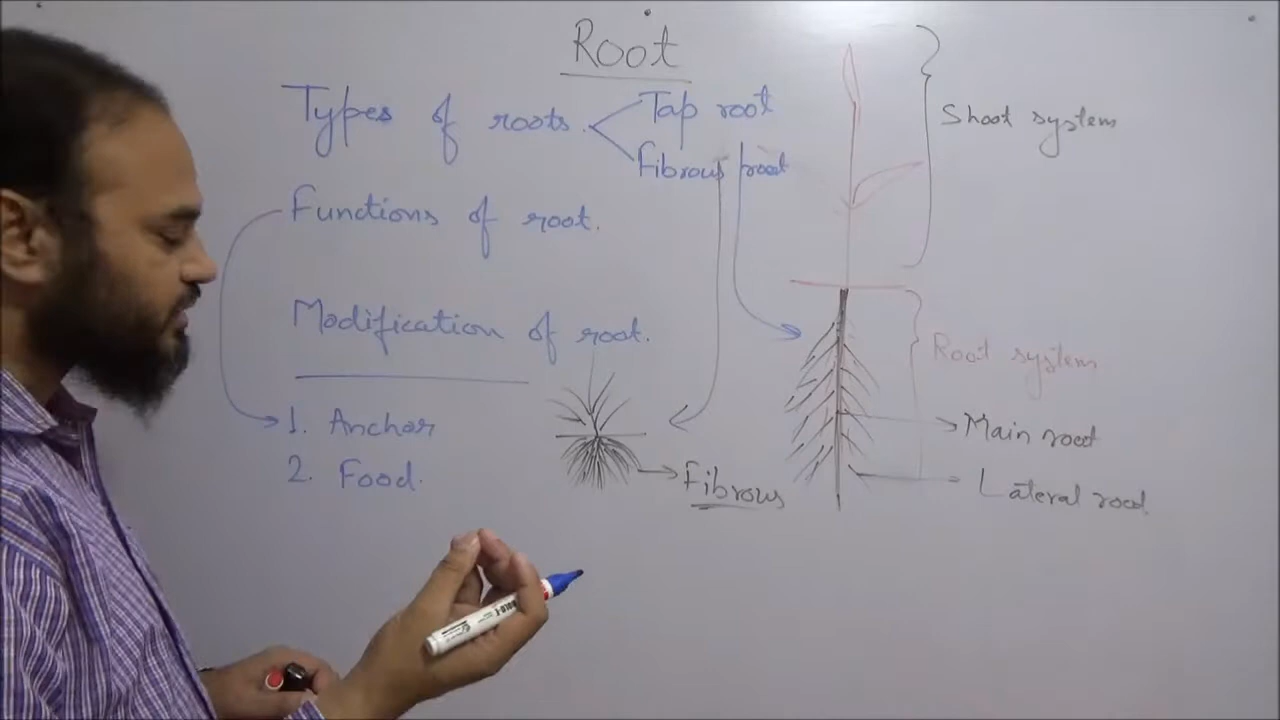 Root
Types of roots.
Tap root
Fibrous root
Functions of root.
Modification of root.
1. Anchor
2. Food.
Fibrous
Shoot system
Root system
Main root
Lateral root